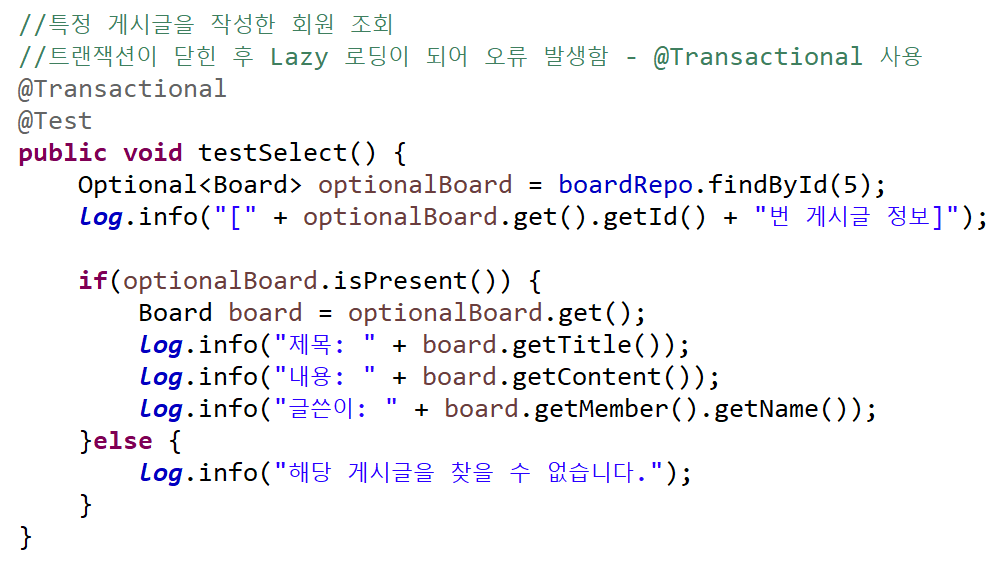 //특정 게시글을 작성한 회원 조회
//트랜잭션이 닫힌 후 Lazy 로딩이 되어 오류 발생함 - @Transactional 사용
@Transactional
@Test
public void testSelect() {
    Optional<Board> optionalBoard = boardRepo.findById(5);
    log.info("[" + optionalBoard.get().getId() + "번 게시글 정보]");

    if(optionalBoard.isPresent()) {
        Board board = optionalBoard.get();
        log.info("제목: " + board.getTitle());
        log.info("내용: " + board.getContent());
        log.info("글쓴이: " + board.getMember().getName());
    }else {
        log.info("해당 게시글을 찾을 수 없습니다.");
    }
}